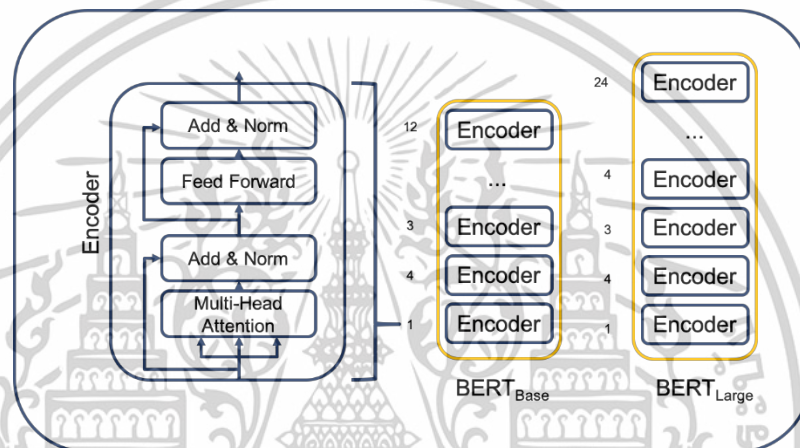 Encoder
Add & Norm
Feed Forward
Add & Norm
Multi-Head
Attention
12
Encoder
...
3
Encoder
4
Encoder
1
Encoder
BERTBase
24
Encoder
...
4
Encoder
3
Encoder
4
Encoder
1
Encoder
BERTLarge